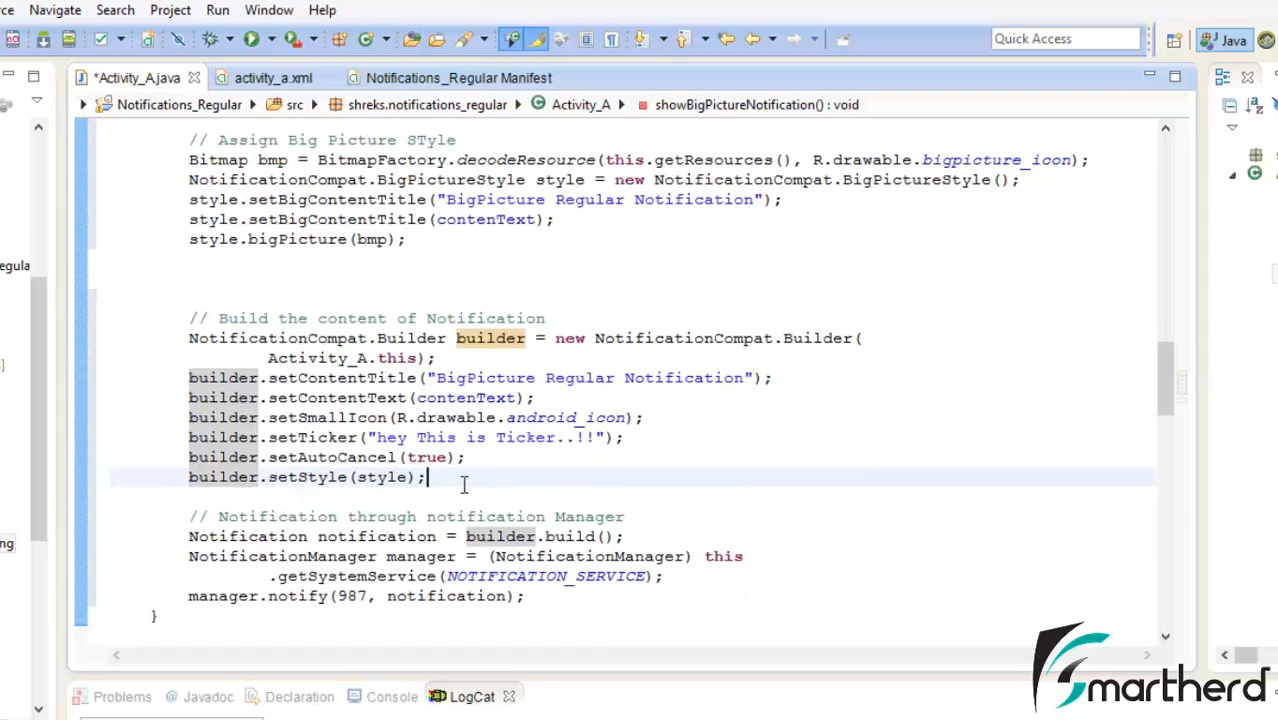 rce Navigate Search Project Run Window Help
Quick Access
Java
*Activity_A.java activity_a.xml Notifications_Regular Manifest
Notifications_Regular src shreks.notifications_regular Activity_A showBigPictureNotification() : void
// Assign Big Picture STyle
Bitmap bmp = BitmapFactory.decodeResource(this.getResources(), R.drawable.bigpicture_icon);
NotificationCompat.BigPictureStyle style = new NotificationCompat.BigPictureStyle();
style.setBigContentTitle("BigPicture Regular Notification");
style.setBigContentTitle(contentText);
style.bigPicture(bmp);
egula
// Build the content of Notification
NotificationCompat.Builder builder = new NotificationCompat.Builder(
Activity_A.this);
builder.setContentTitle("BigPicture Regular Notification");
builder.setContentText(contentText);
builder.setSmallIcon(R.drawable.android_icon);
builder.setTicker("hey This is Ticker..!!");
builder.setAutoCancel(true);
builder.setStyle(style);
// Notification through notification Manager
Notification notification = builder.build();
ng
NotificationManager manager = (NotificationManager) this
.getSystemService(NOTIFICATION_SERVICE);
manager.notify(987, notification);
}
Problems @ Javadoc Declaration Console LogCat
Smartherd